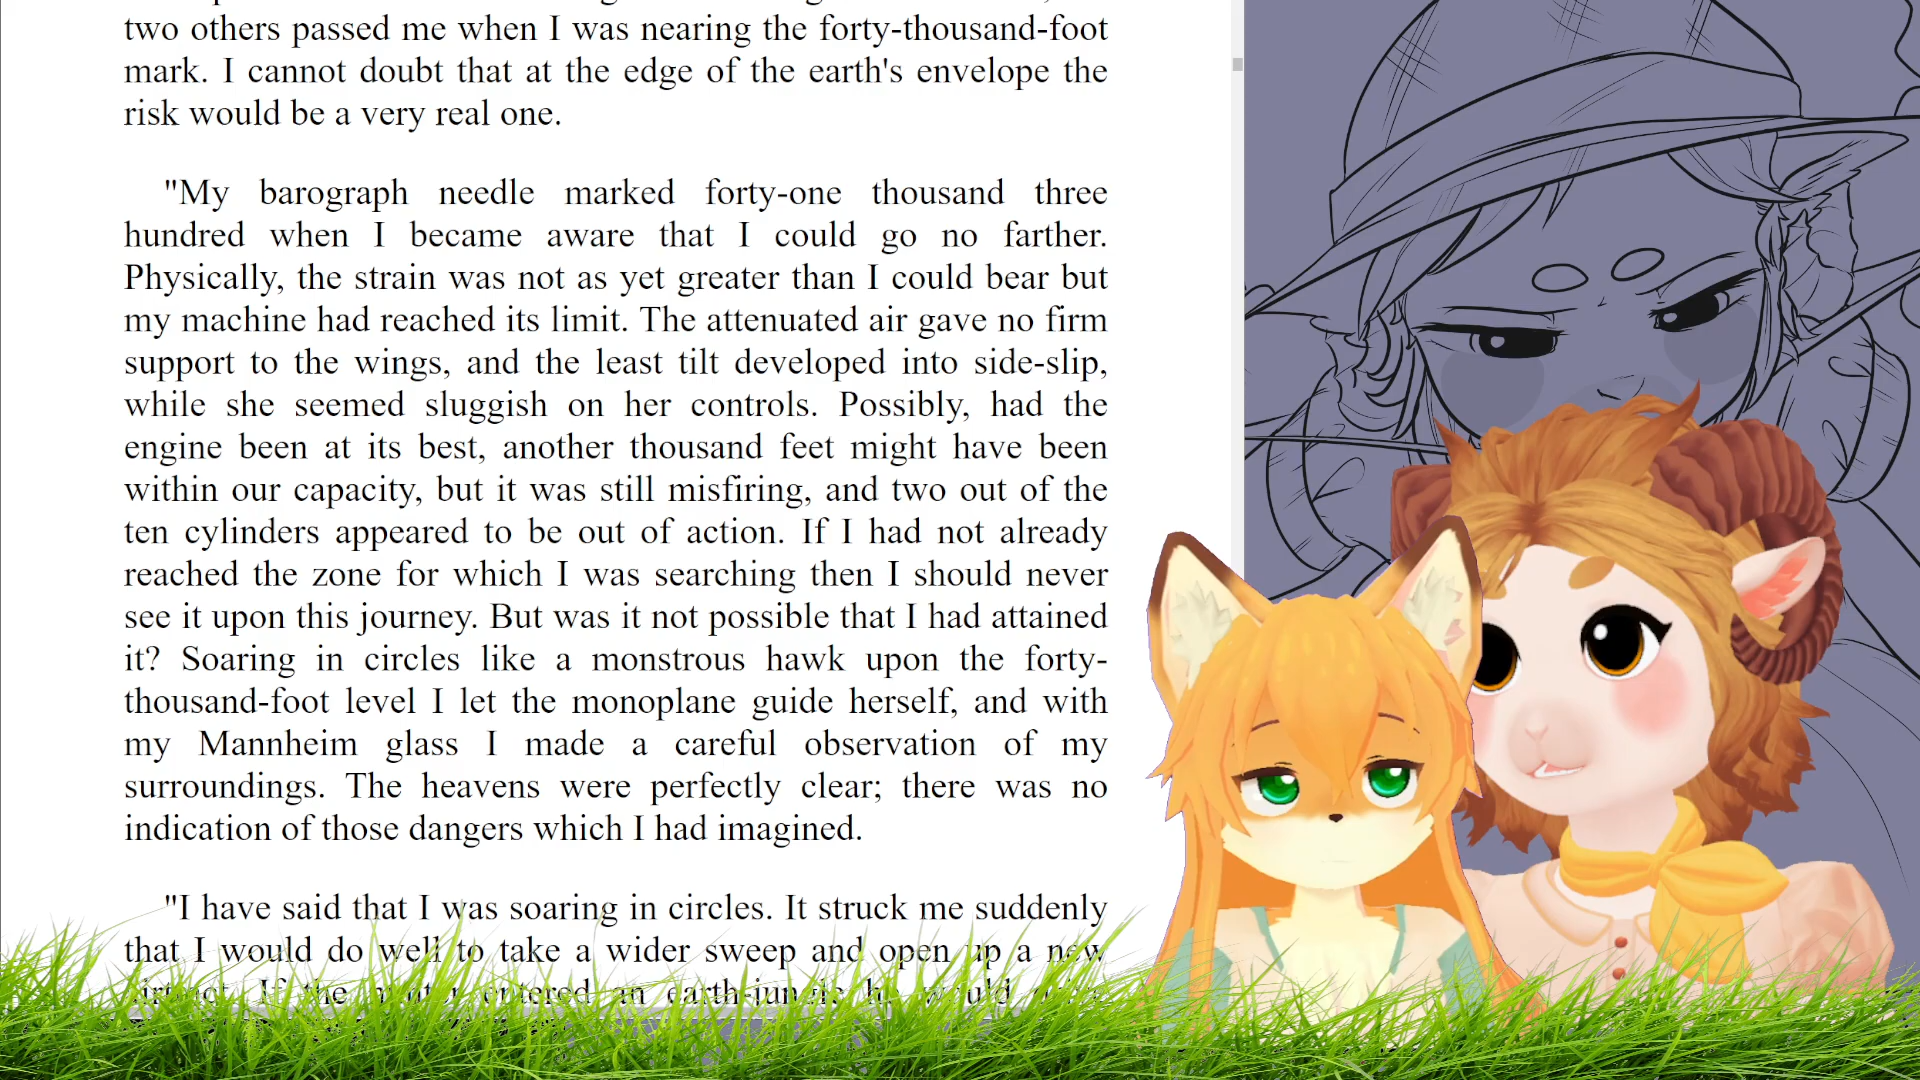 two others passed me when I was nearing the forty-thousand-foot
mark. I cannot doubt that at the edge of the earth's envelope the
risk would be a very real one.
"My barograph needle marked forty-one thousand three
hundred when I became aware that I could go no farther.
Physically, the strain was not as yet greater than I could bear but
my machine had reached its limit. The attenuated air gave no firm
support to the wings, and the least tilt developed into side-slip,
while she seemed sluggish on her controls. Possibly, had the
engine been at its best, another thousand feet might have been
within our capacity, but it was still misfiring, and two out of the
ten cylinders appeared to be out of action. If I had not already
reached the zone for which I was searching then I should never
see it upon this journey. But was it not possible that I had attained
it? Soaring in circles like a monstrous hawk upon the forty-
thousand-foot level I let the monoplane guide herself, and with
my Mannheim glass I made a careful observation of my
surroundings. The heavens were perfectly clear; there was no
indication of those dangers which I had imagined.
"I have said that I was soaring in circles. It struck me suddenly
that I would do well to take a wider sweep and open up a new
If the entered an earth-jungle he would